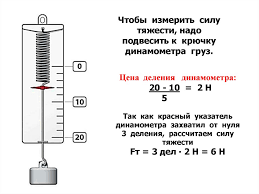 Чтобы измерить силу
тяжести, надо
подвесить к крючку
динамометра груз.
Цена деления динамометра:
20 - 10 = 2 Н
5
Так как красный указатель
динамометра захватил от нуля
3 деления, рассчитаем силу
тяжести
Fт = 3 дел · 2 Н = 6 Н
0
10
20